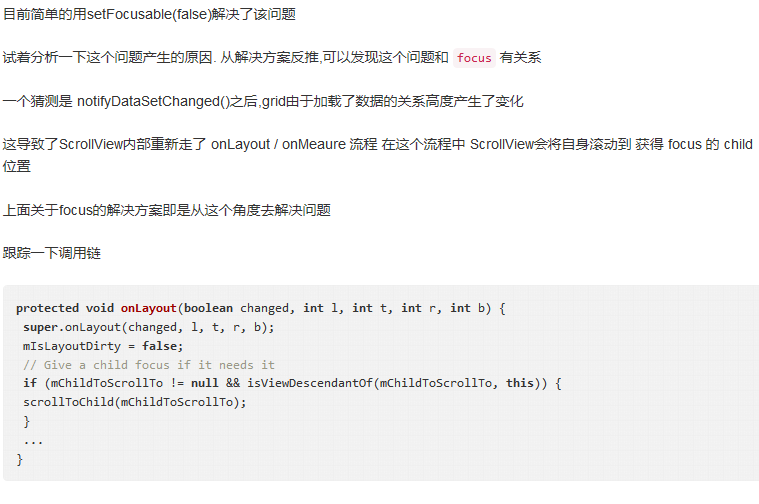 目前简单的用setFocusable(false)解决了该问题
试着分析一下这个问题产生的原因. 从解决方案反推,可以发现这个问题和 focus 有关系
一个猜测是 notifyDataSetChanged()之后,grid由于加载了数据的关系高度产生了变化
这导致了ScrollView内部重新走了 onLayout / onMeaure 流程 在这个流程中 ScrollView会将自身滚动到 获得 focus 的 child
位置
上面关于focus的解决方案即是从这个角度去解决问题
跟踪一下调用链
protected void onLayout(boolean changed, int l, int t, int r, int b) {
super.onLayout(changed, l, t, r, b);
mIsLayoutDirty = false;
// Give a child focus if it needs it
if (mChildToScrollTo != null && isViewDescendantOf(mChildToScrollTo, this)) {
scrollToChild(mChildToScrollTo);
}
...
}